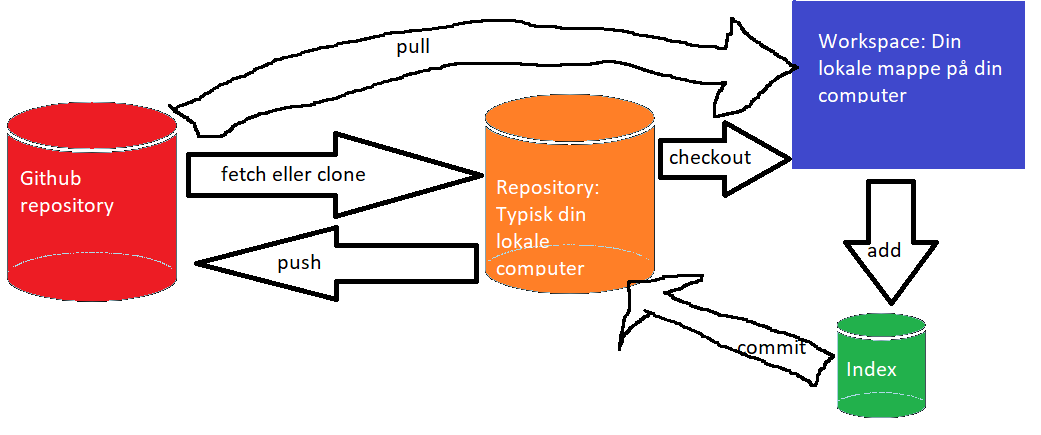 pull
Workspace: Din
lokale mappe på din
computer
Github
repository
fetch eller clone
Repository:
Typisk din
lokale
computer
checkout
push
add
commit
Index